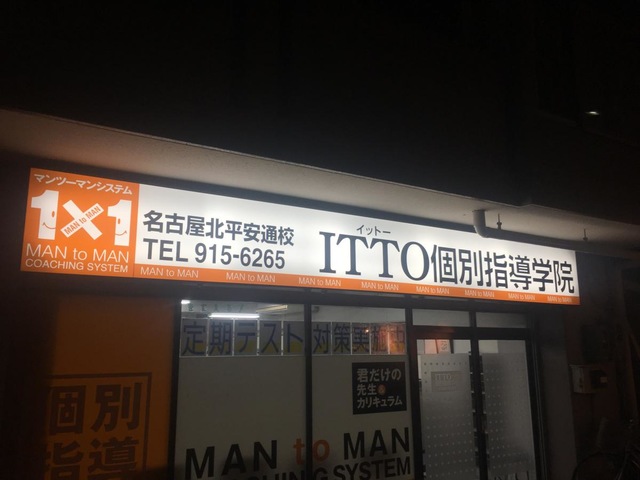 マンツーマンシステム
1×1
MAN to MAN
MAN to MAN
COACHING SYSTEM
名古屋北平安通校
TEL 915-6265
イットー
ITTO個別指導学院
MAN to MAN MAN to MAN MAN to MAN MAN to MAN MAN to MAN MAN to MAN MAN to MAN MAN to MAN
定期テスト 対策実施中
君だけの
先生&
カリキュラム
個別
指導
MAN to MAN
COACHING SYSTEM